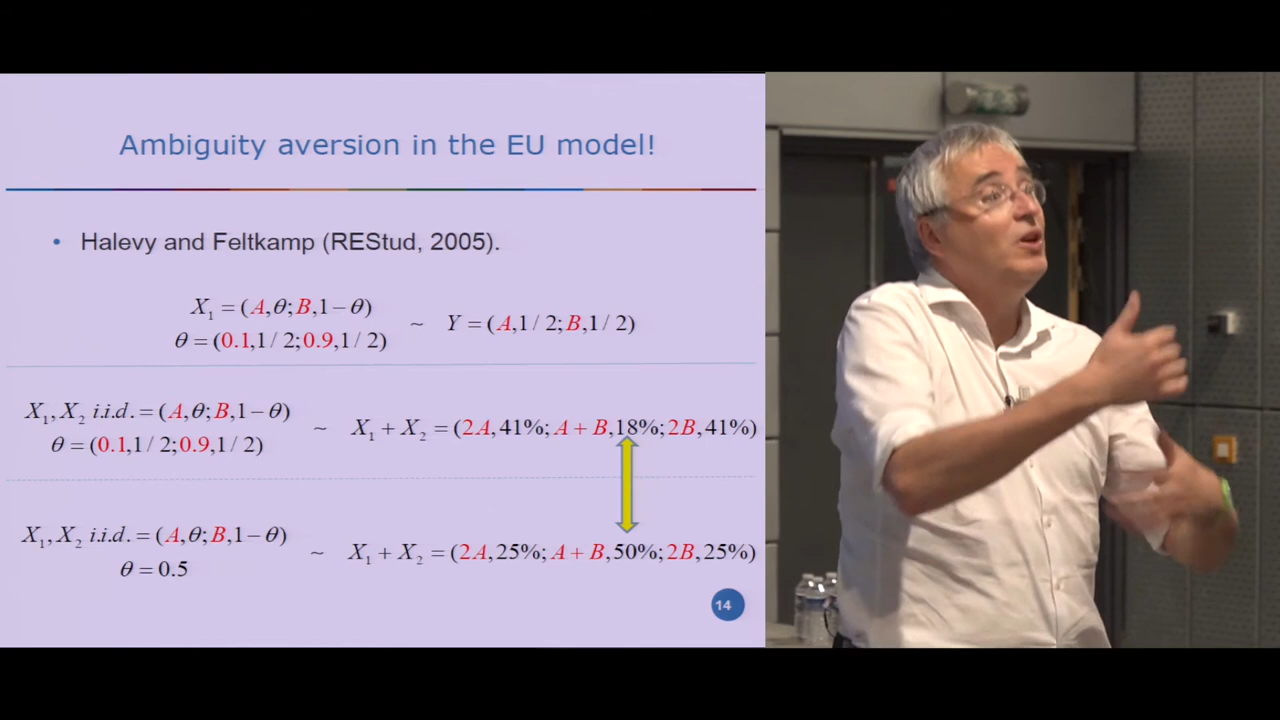 Ambiguity aversion in the EU model!
• Halevy and Feltkamp (REStud, 2005).
X₁ = (A,θ;B,1−θ)
θ = (0.1,1/2;0.9,1/2)
~ Y = (A,1/2;B,1/2)
X₁,X₂ i.i.d. = (A,θ;B,1−θ)
θ = (0.1,1/2;0.9,1/2)
~ X₁ + X₂ = (2A,41%;A+B,18%;2B,41%)
X₁,X₂ i.i.d. = (A,θ;B,1−θ)
θ = 0.5
~ X₁ + X₂ = (2A,25%;A+B,50%;2B,25%)
14